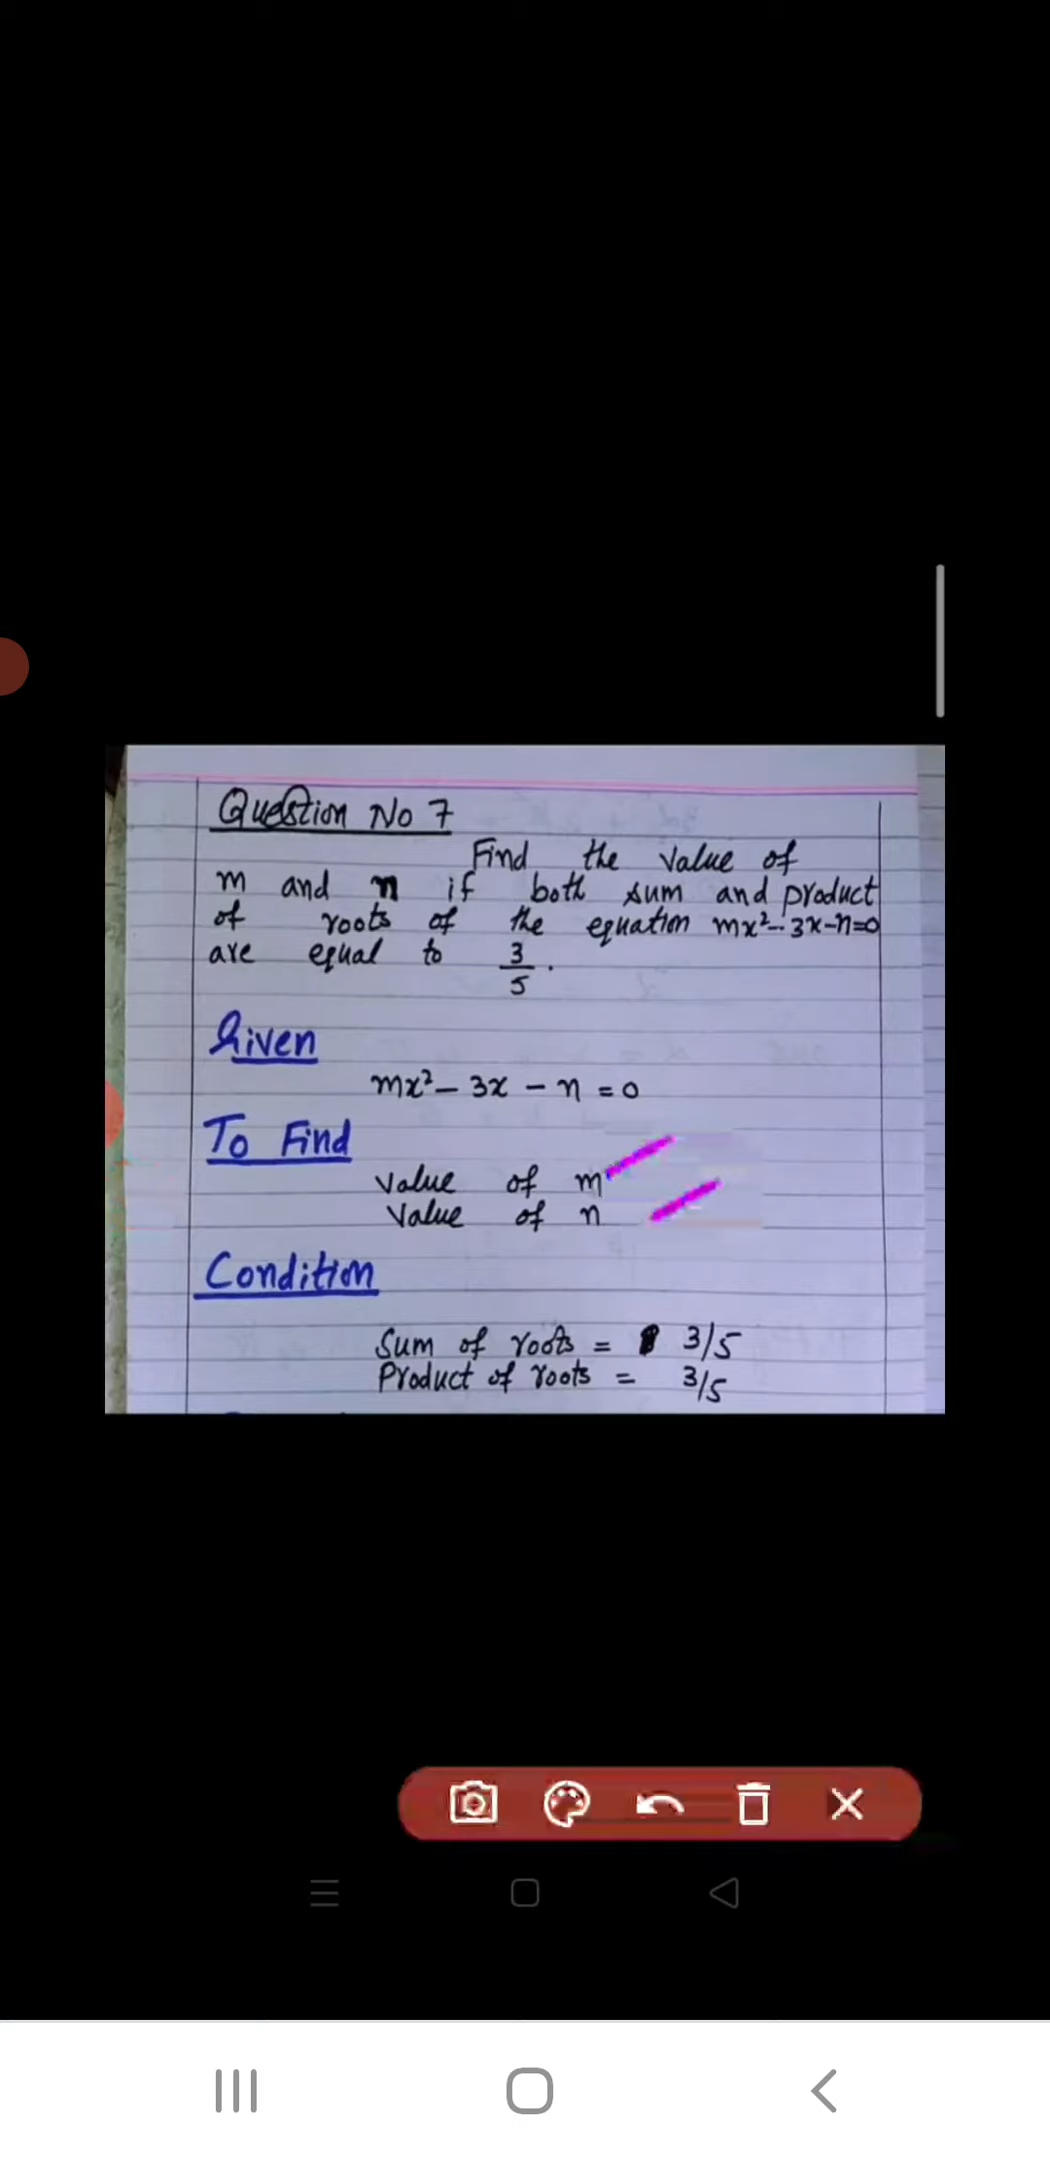 Question No 7
Find the value of
m and n if both sum and product
of roots of the equation mx²-3x-n=0
are equal to 3/5.
Given
mx² - 3x - n = 0
To Find
value of m
Value of n
Condition
Sum of roots = 3/5
Product of roots = 3/5